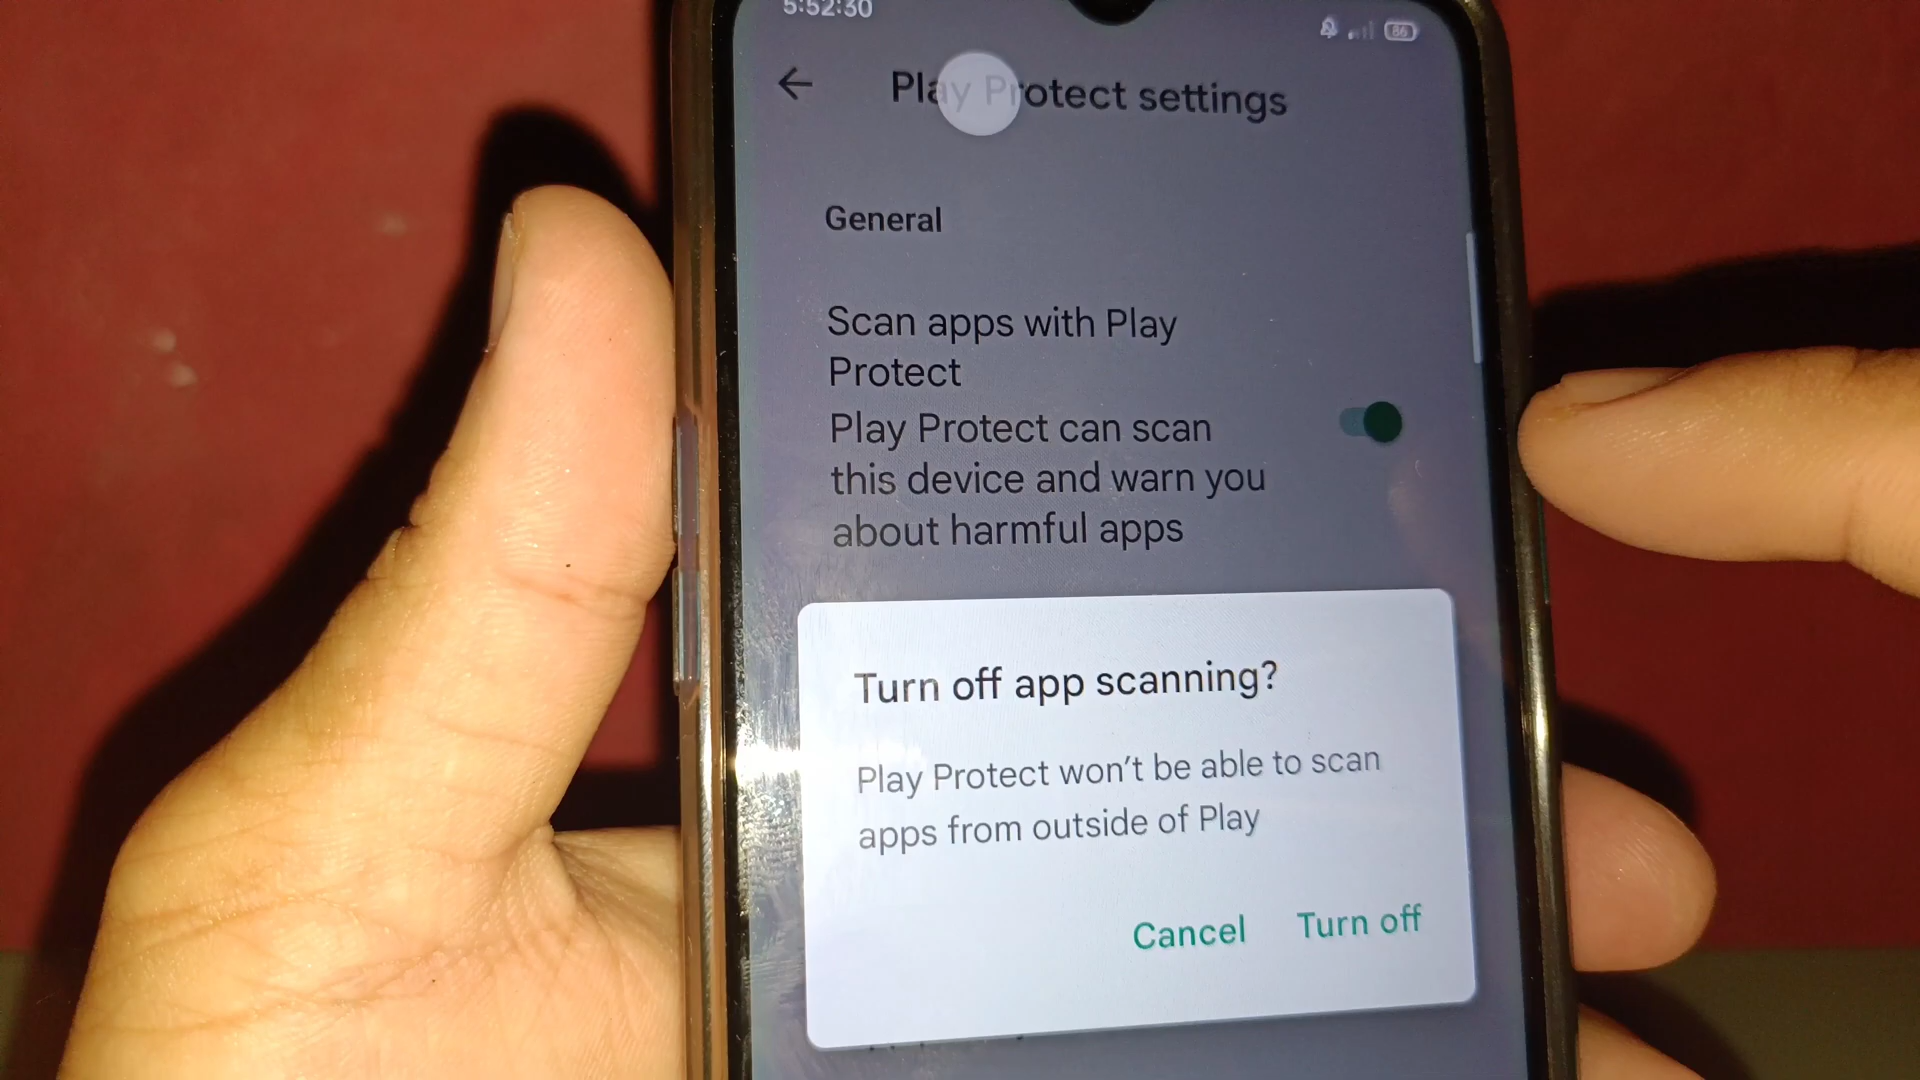 5:52:30
86
Play Protect settings
General
Scan apps with Play
Protect
Play Protect can scan
this device and warn you
about harmful apps
Turn off app scanning?
Play Protect won't be able to scan
apps from outside of Play
Cancel Turn off